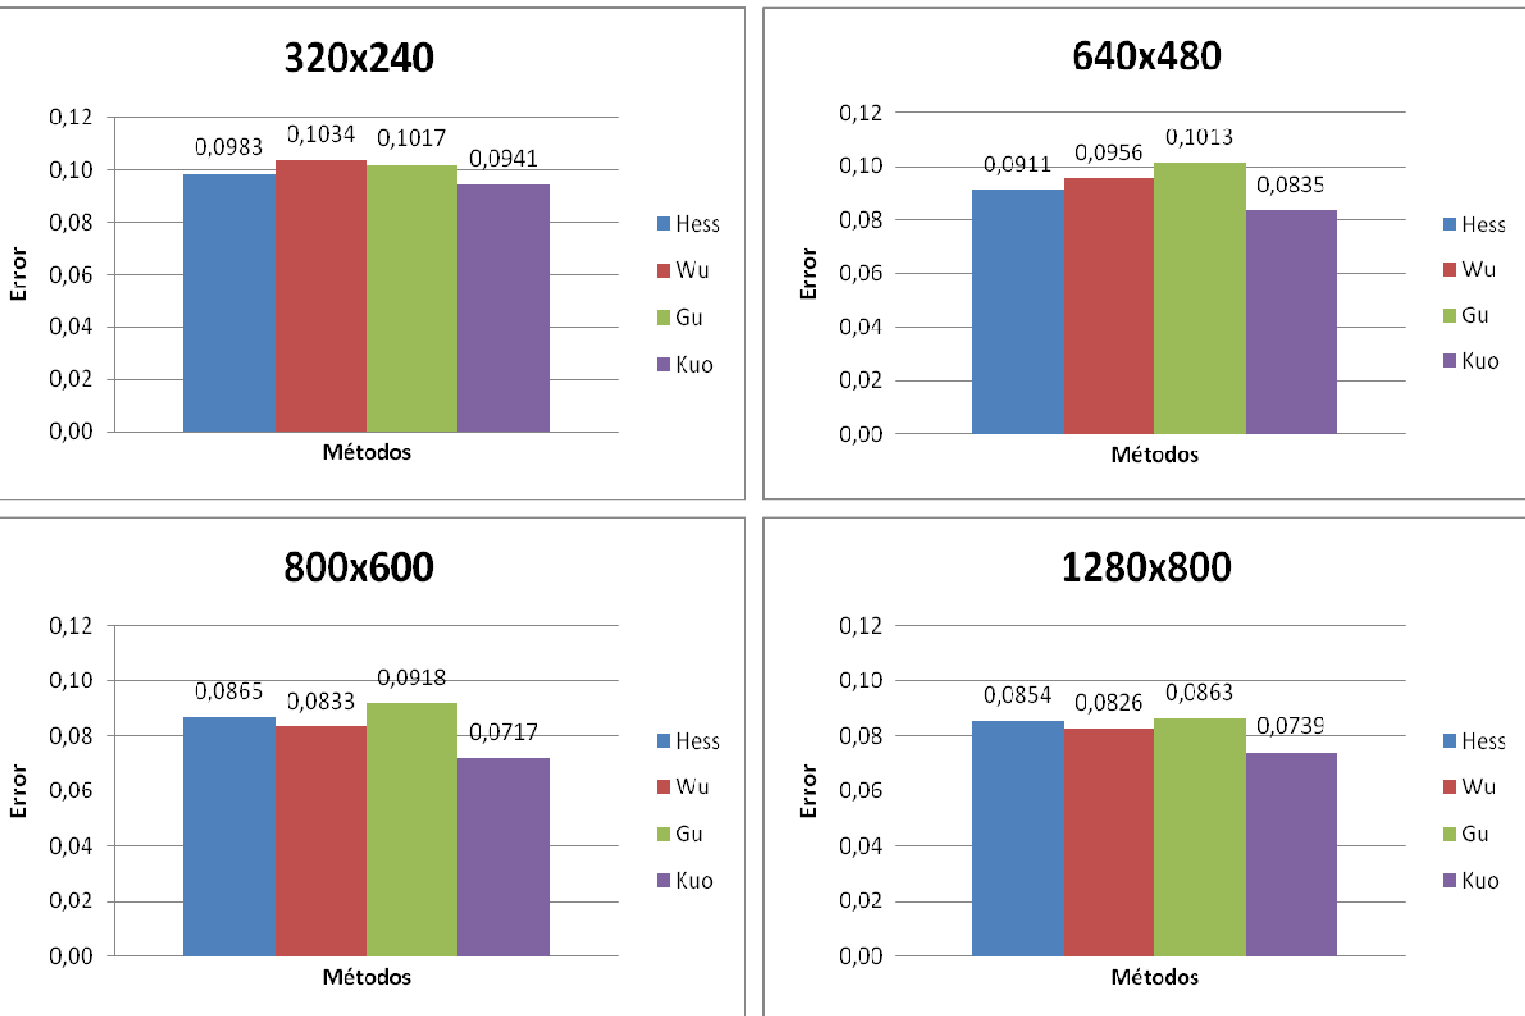 320x240
0,12
0,10
0,08
0,06
0,04
0,02
0,00
Error
0,0983
0,1034
0,1017
0,0941
Métodos
Hess
Wu
Gu
Kuo
640x480
0,12
0,10
0,08
0,06
0,04
0,02
0,00
Error
0,0911
0,0956
0,1013
0,0835
Métodos
Hess
Wu
Gu
Kuo
800x600
0,12
0,10
0,08
0,06
0,04
0,02
0,00
Error
0,0865
0,0833
0,0918
0,0717
Métodos
Hess
Wu
Gu
Kuo
1280x800
0,12
0,10
0,08
0,06
0,04
0,02
0,00
Error
0,0854
0,0826
0,0863
0,0739
Métodos
Hess
Wu
Gu
Kuo